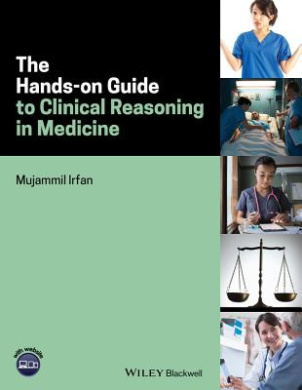 The
Hands-on Guide
to Clinical Reasoning
in Medicine
Mujammil Irfan
with website
WILEY Blackwell